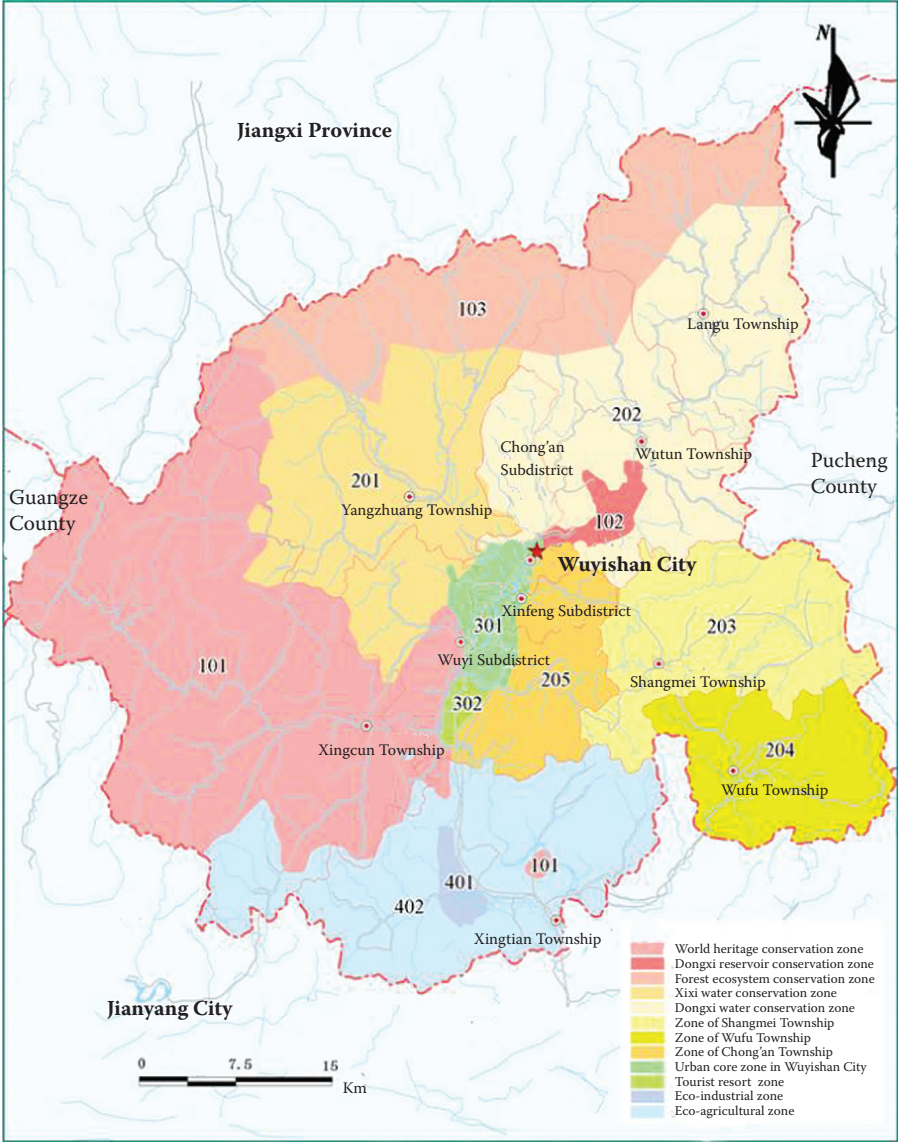 N
Jiangxi Province
103
Langu Township
202
Chong'an
Subdistrict
Wutun Township
Pucheng
County
Guangze
County
201
Yangzhuang Township
102
Wuyishan City
Xinfeng Subdistrict
301
203
Wuyi Subdistrict
101
205
Shangmei Township
302
Xingcun Township
204
Wufu Township
101
401
402
Xingtian Township
Jianyang City
World heritage conservation zone
Dongxi reservoir conservation zone
Forest ecosystem conservation zone
Xixi water conservation zone
Dongxi water conservation zone
Zone of Shangmei Township
Zone of Wufu Township
Zone of Chong'an Township
Urban core zone in Wuyishan City
Tourist resort zone
Eco-industrial zone
Eco-agricultural zone
0 7.5 15
Km